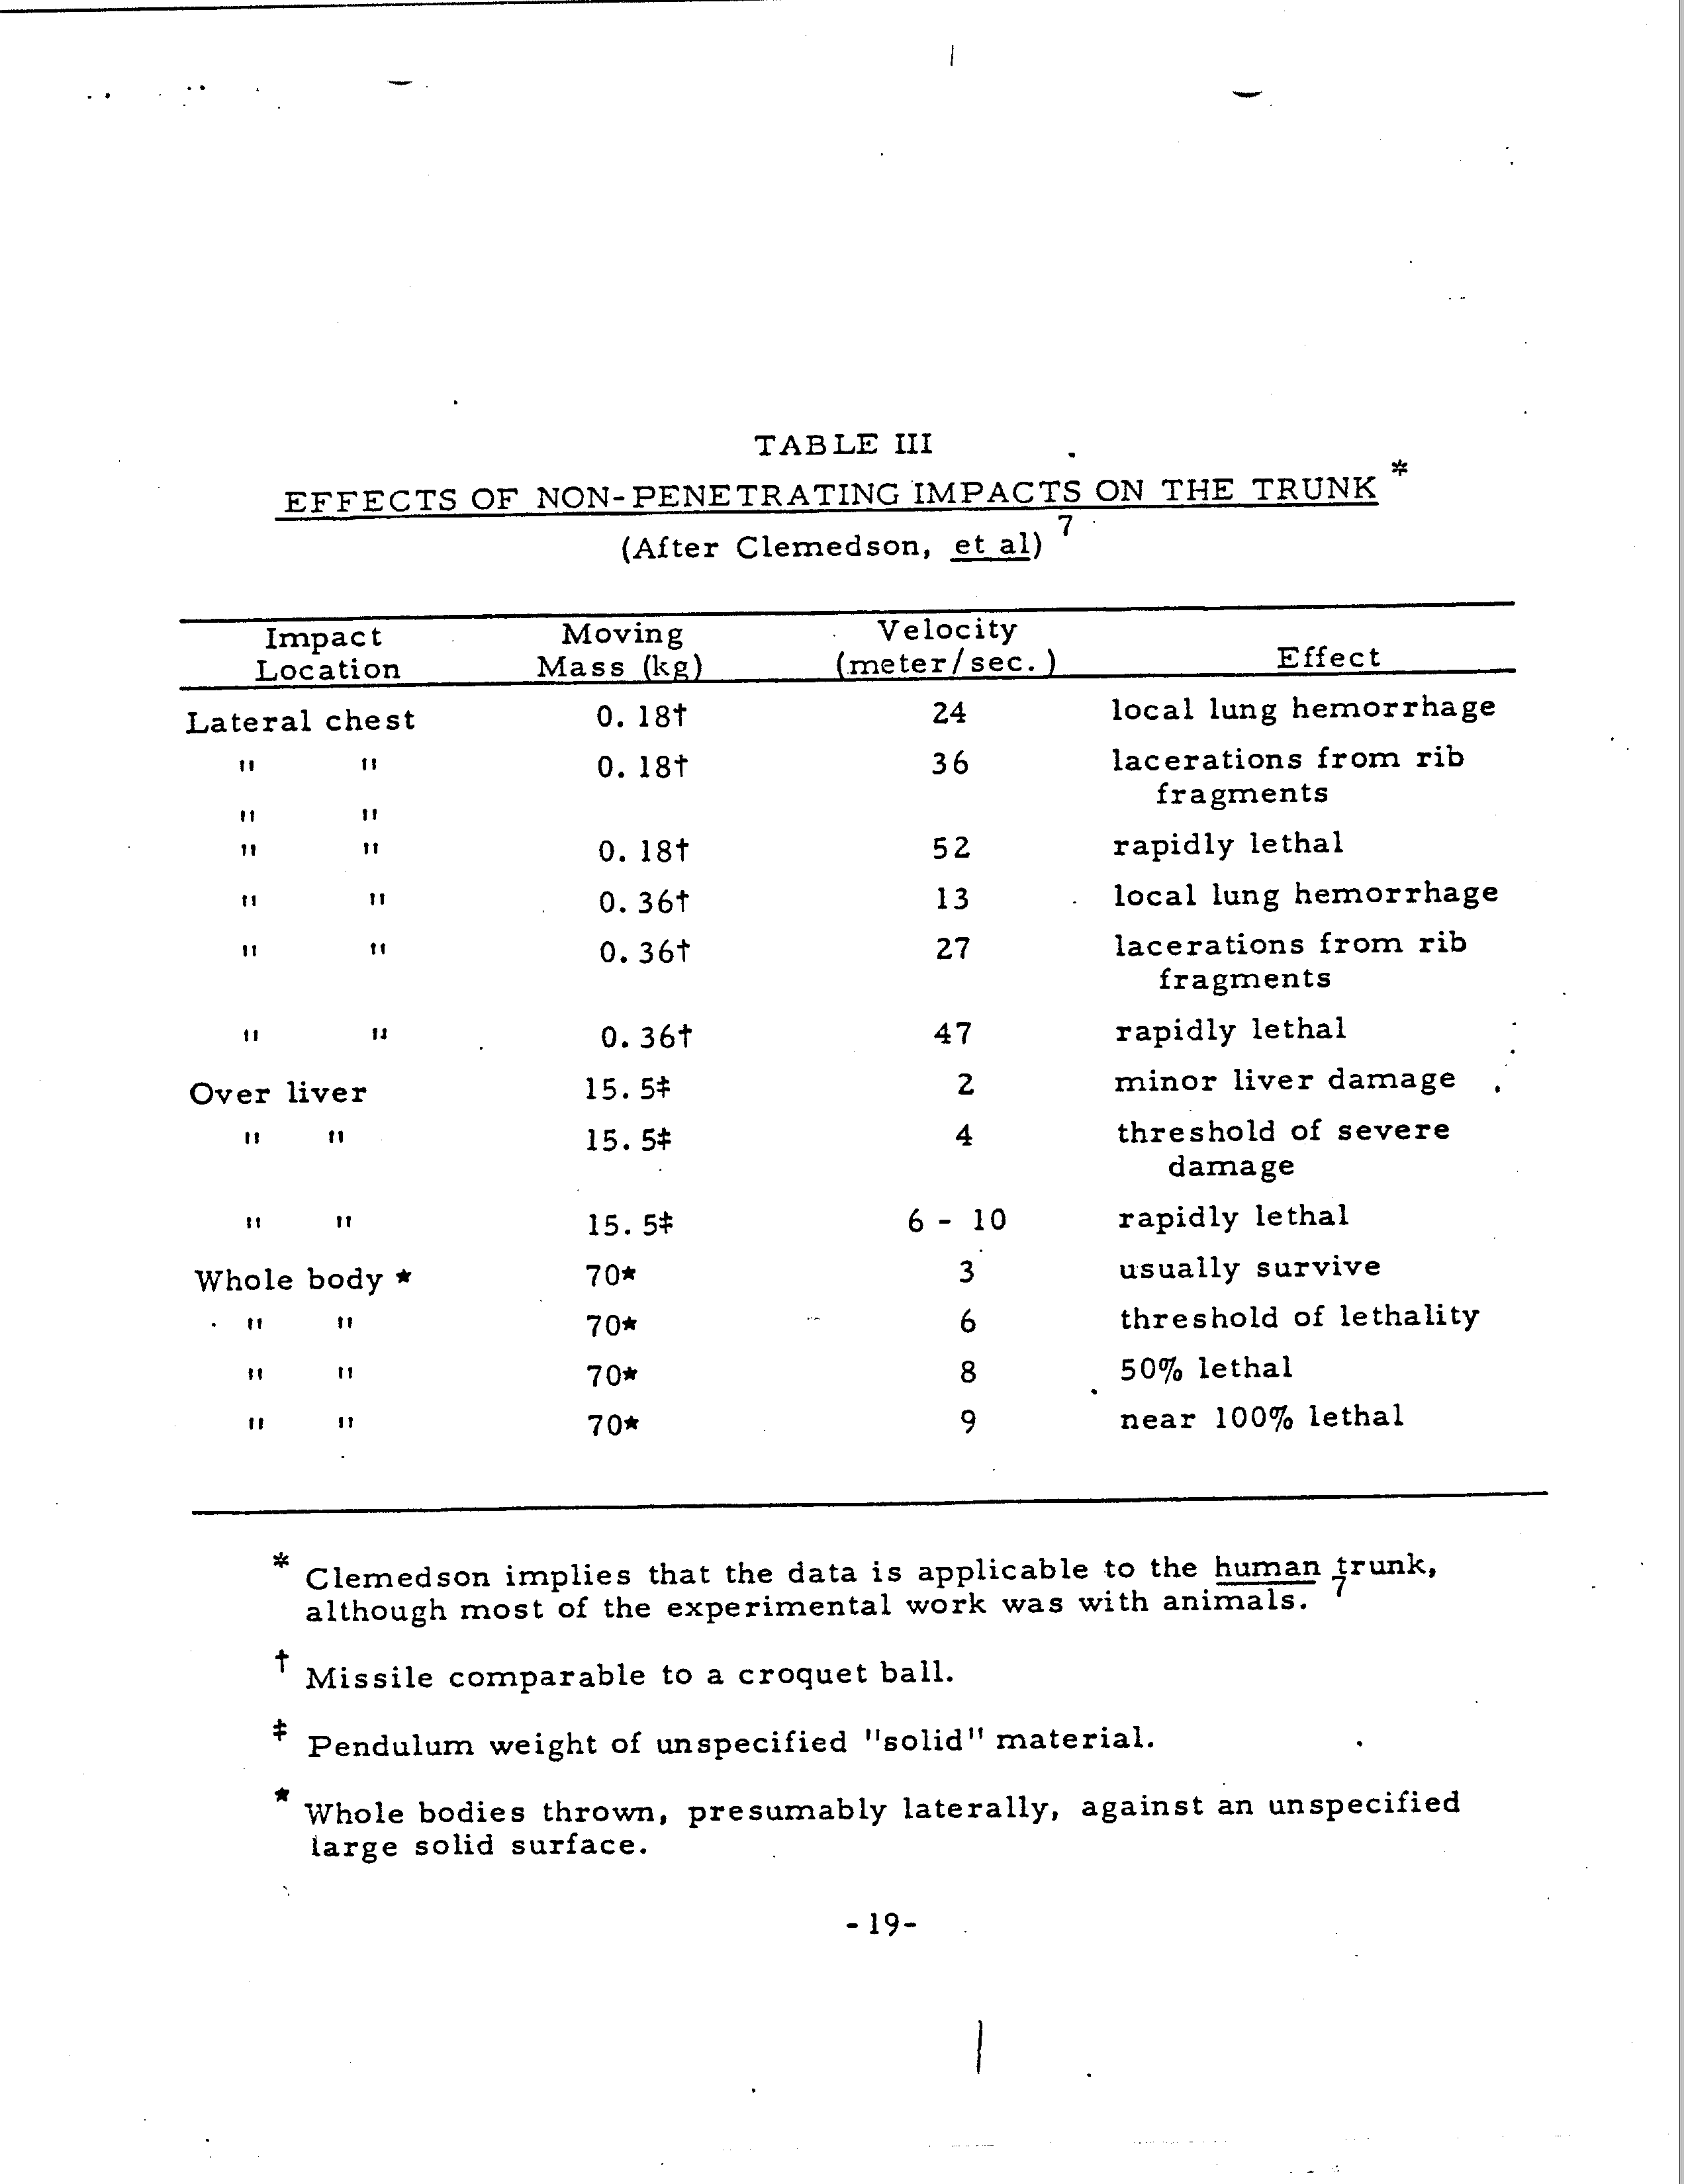 TABLE III
EFFECTS OF NON-PENETRATING IMPACTS ON THE TRUNK *
(After Clemedson, et al) 7
Impact Moving Velocity
Location Mass (kg) (meter/sec.) Effect
Lateral chest 0.18† 24 local lung hemorrhage
" " 0.18† 36 lacerations from rib
fragments
" "
" " 0.18† 52 rapidly lethal
" " 0.36† 13 local lung hemorrhage
" " 0.36† 27 lacerations from rib
fragments
" " 0.36† 47 rapidly lethal
Over liver 15.5‡ 2 minor liver damage
" " 15.5‡ 4 threshold of severe
damage
" " 15.5‡ 6 - 10 rapidly lethal
Whole body ★ 70★ 3 usually survive
" " 70★ 6 threshold of lethality
" " 70★ 8 50% lethal
" " 70★ 9 near 100% lethal
* Clemedson implies that the data is applicable to the human trunk,
although most of the experimental work was with animals. 7
† Missile comparable to a croquet ball.
‡ Pendulum weight of unspecified "solid" material.
★ Whole bodies thrown, presumably laterally, against an unspecified
large solid surface.
-19-